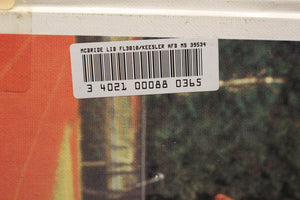 MCBRIDE LIB FL3010/KEESLER AFB MS 39534
3 4021 00088 0365